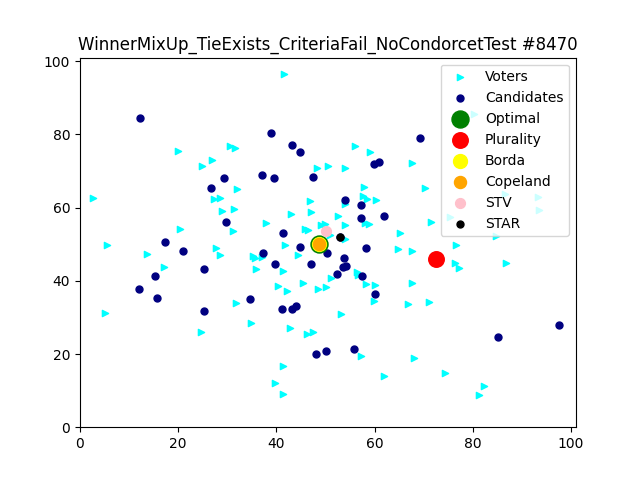 WinnerMixUp_TieExists_CriteriaFail_NoCondorcetTest #8470
100
80
60
40
20
0
0 20 40 60 80 100
Voters
Candidates
Optimal
Plurality
Borda
Copeland
STV
STAR